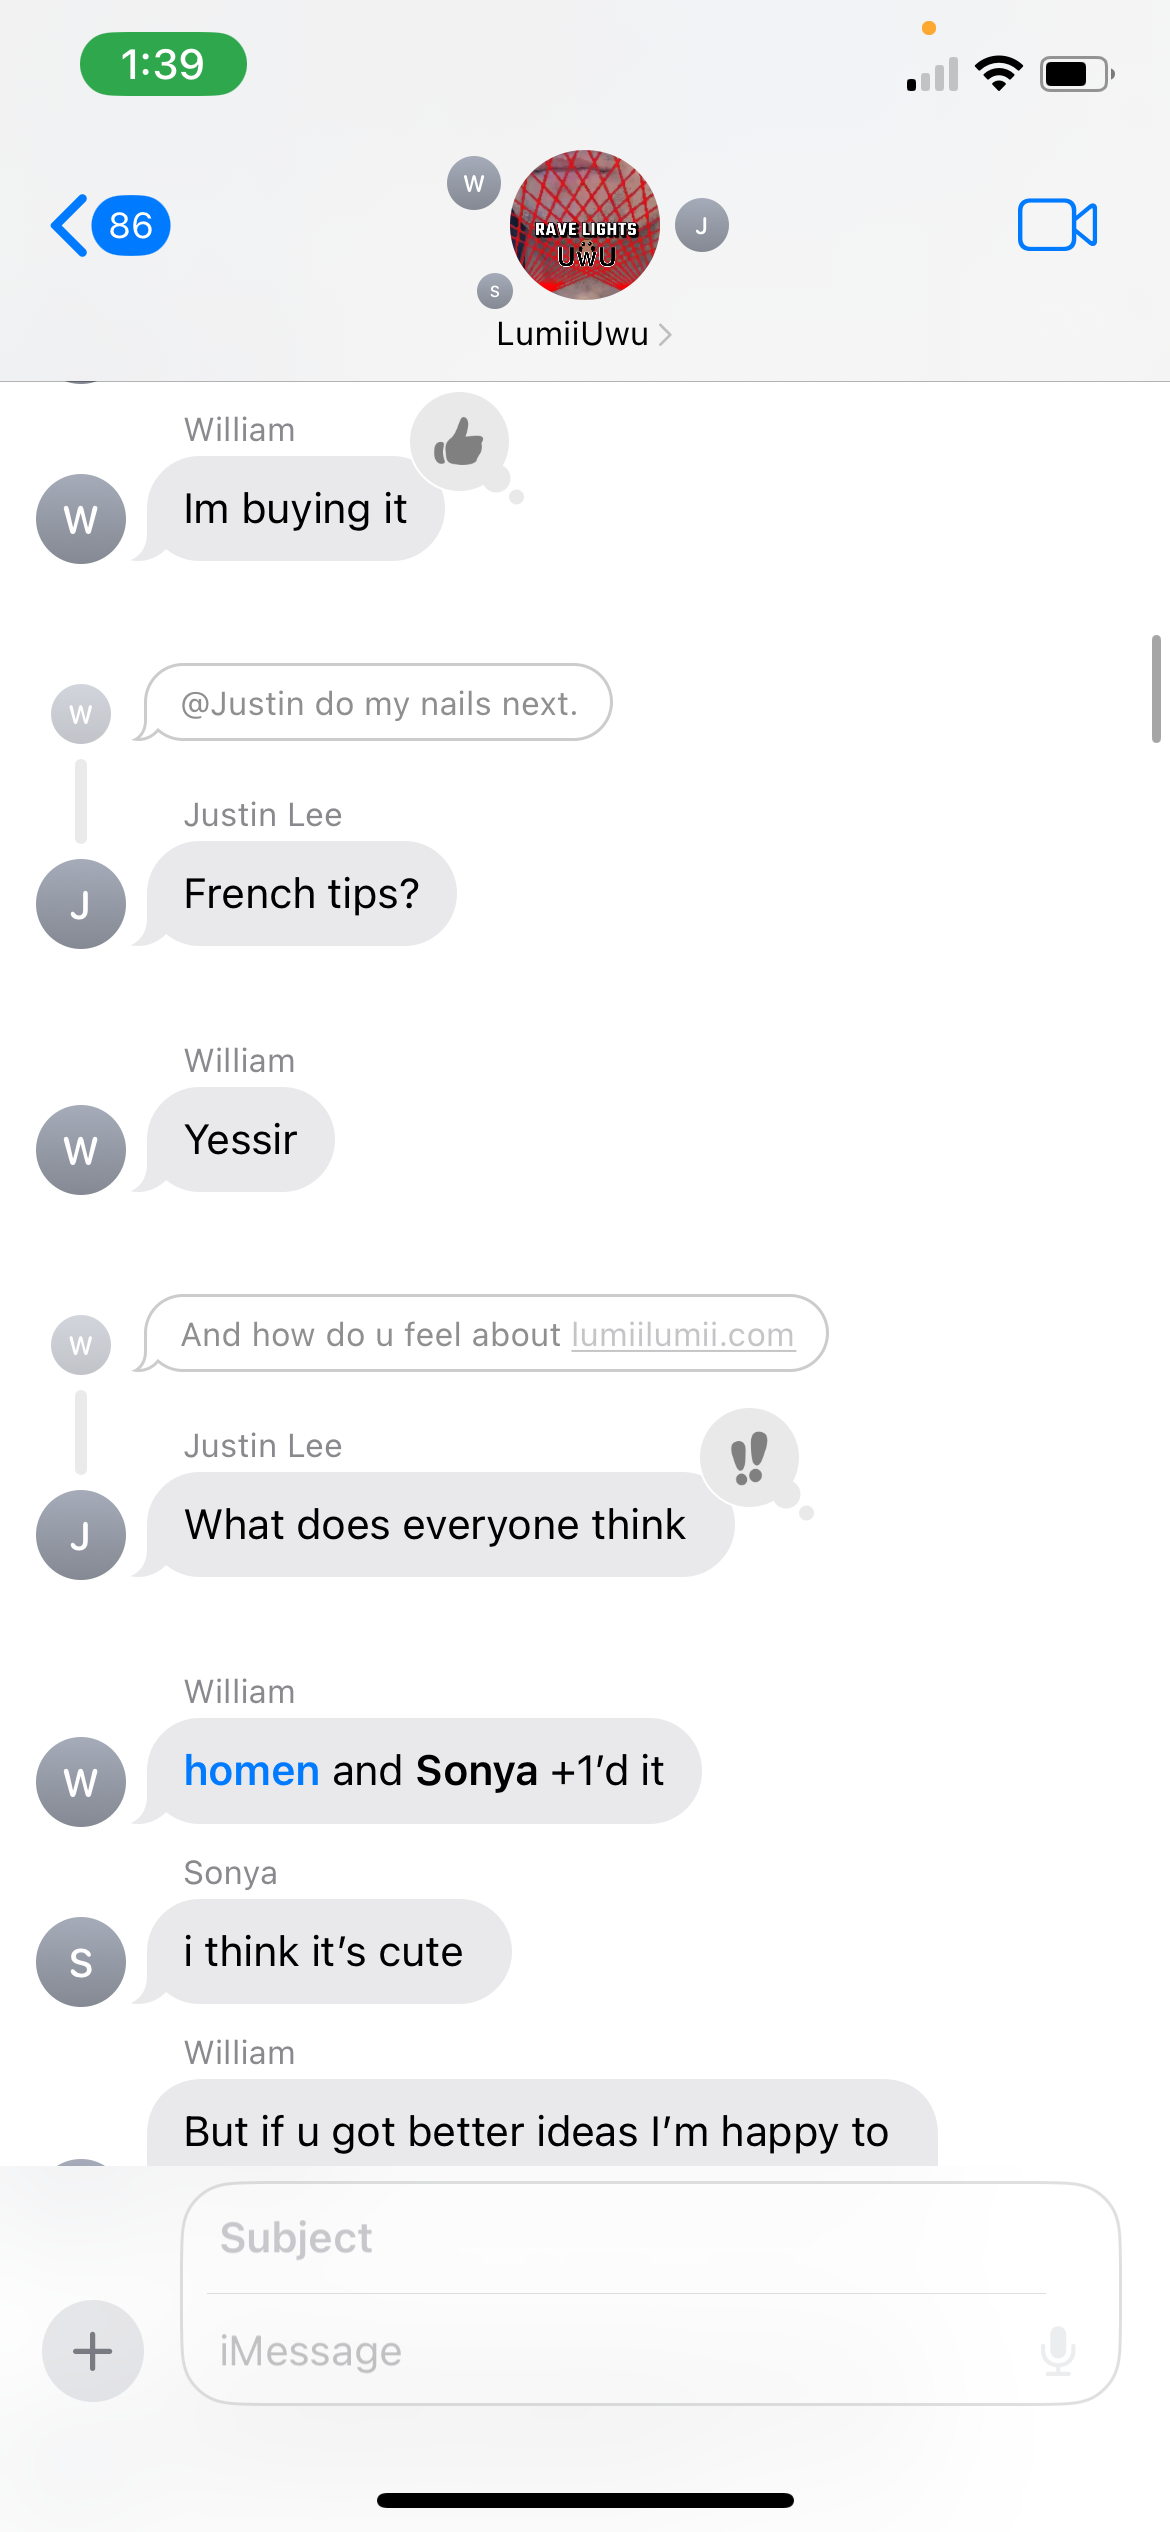 1:39
86
W
RAVE LIGHTS
UWU
J
S
LumiiUwu
William
W
Im buying it
W
@Justin do my nails next.
Justin Lee
J
French tips?
William
W
Yessir
W
And how do u feel about lumiilumii.com
Justin Lee
J
What does everyone think
William
W
homen and Sonya +1’d it
Sonya
S
i think it’s cute
William
But if u got better ideas I’m happy to
Subject
iMessage